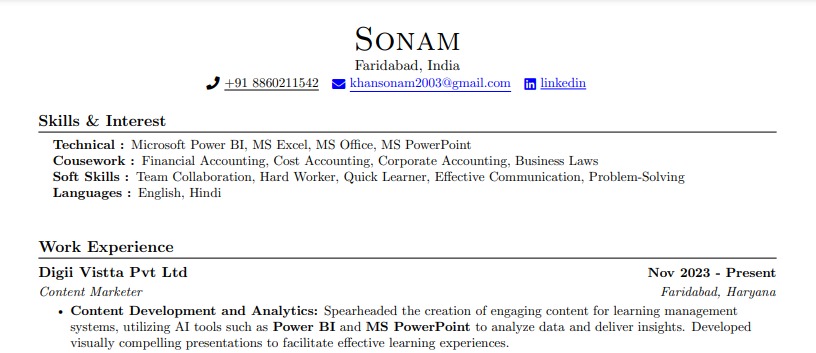 Sonam
Faridabad, India
+91 8860211542 khansonam2003@gmail.com linkedin
Skills & Interest
Technical : Microsoft Power BI, MS Excel, MS Office, MS PowerPoint
Cousework : Financial Accounting, Cost Accounting, Corporate Accounting, Business Laws
Soft Skills : Team Collaboration, Hard Worker, Quick Learner, Effective Communication, Problem-Solving
Languages : English, Hindi
Work Experience
Digii Vistta Pvt Ltd Nov 2023 - Present
Content Marketer Faridabad, Haryana
• Content Development and Analytics: Spearheaded the creation of engaging content for learning management
systems, utilizing AI tools such as Power BI and MS PowerPoint to analyze data and deliver insights. Developed
visually compelling presentations to facilitate effective learning experiences.